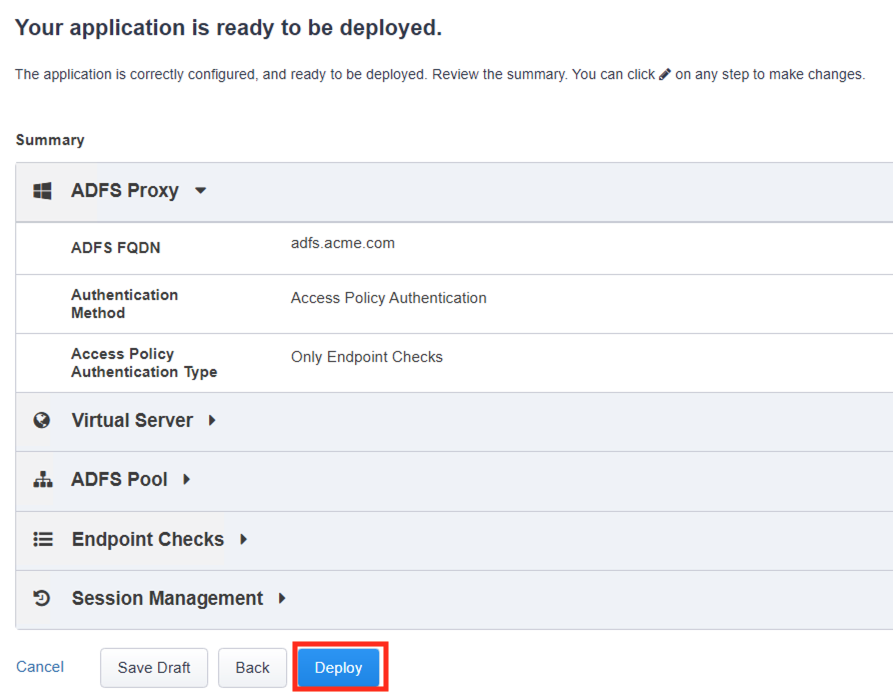 Your application is ready to be deployed.
The application is correctly configured, and ready to be deployed. Review the summary. You can click on any step to make changes.
Summary
ADFS Proxy
ADFS FQDN adfs.acme.com
Authentication
Method
Access Policy Authentication
Access Policy
Authentication Type
Only Endpoint Checks
Virtual Server
ADFS Pool
Endpoint Checks
Session Management
Cancel Save Draft Back Deploy